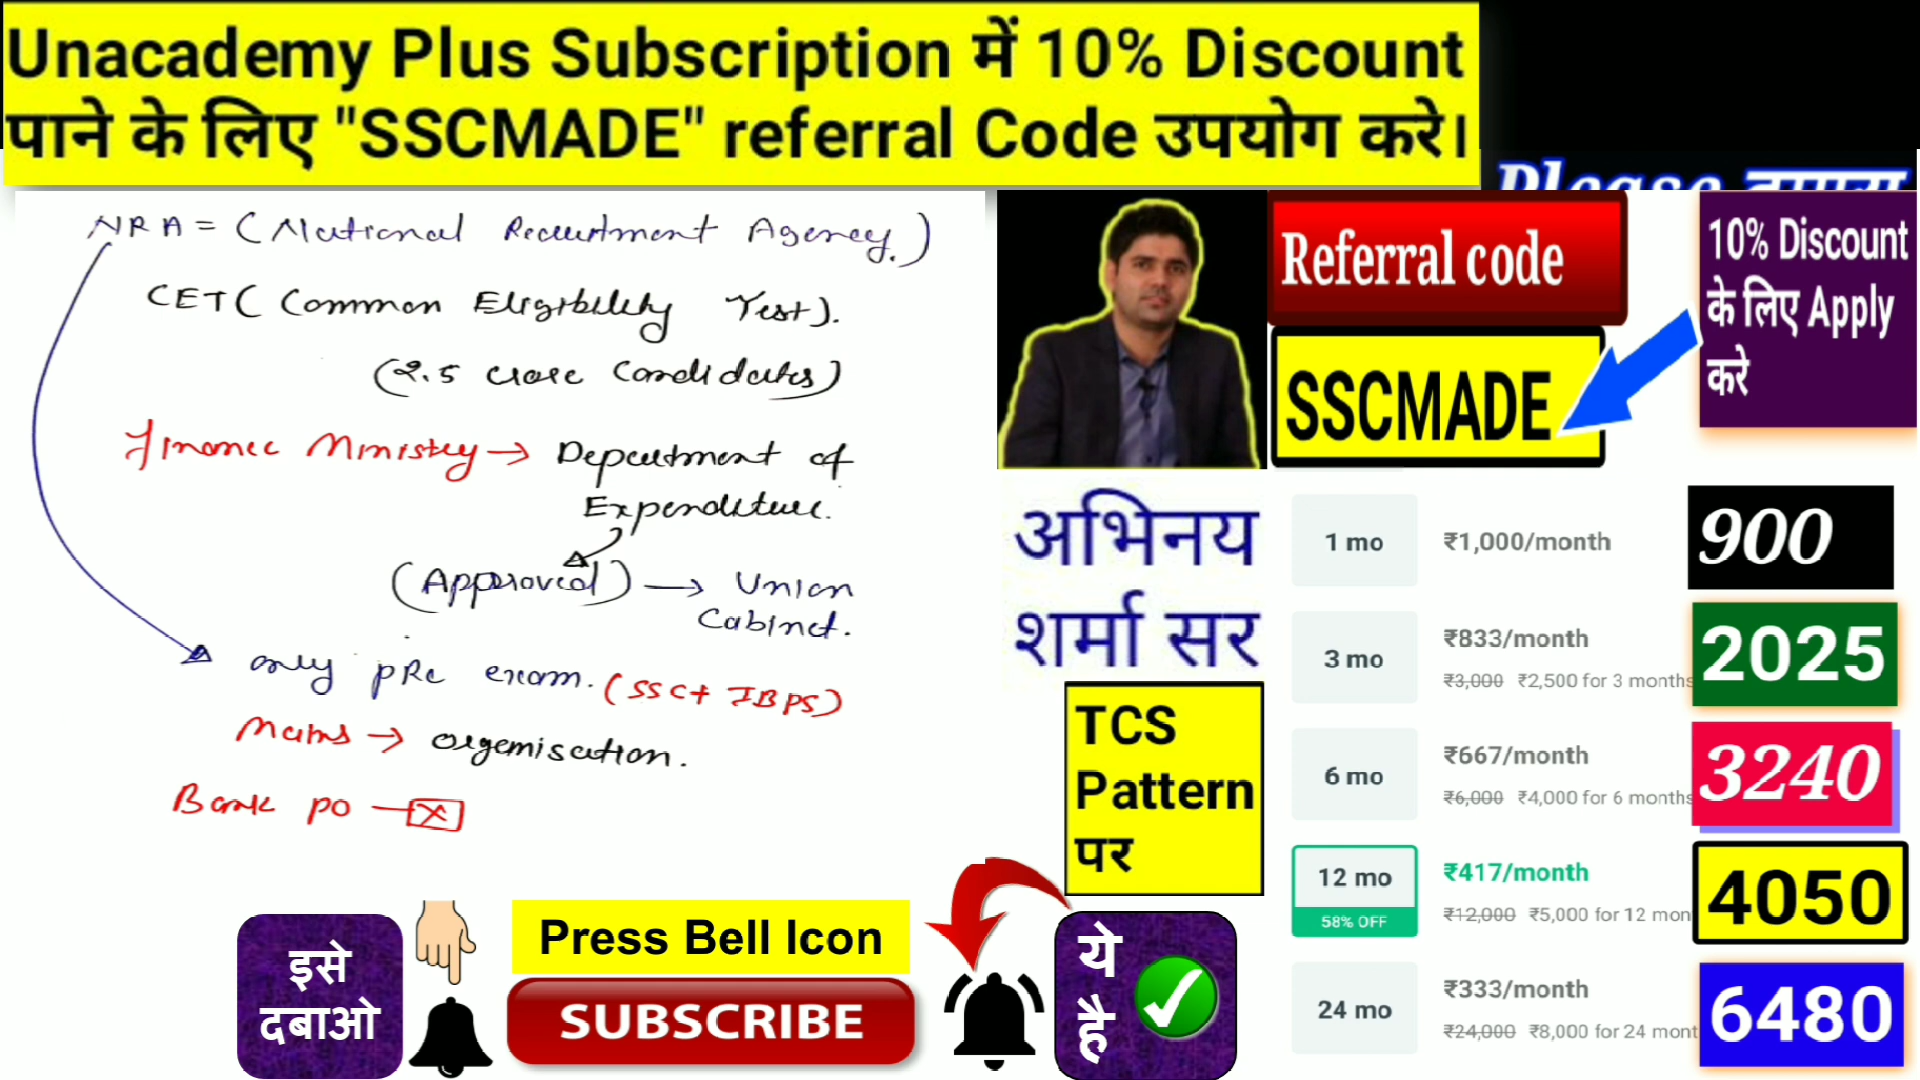 Unacademy Plus Subscription में 10% Discount
पाने के लिए "SSCMADE" referral Code उपयोग करे।
Please
NRA = (National Recruitment Agency.)
CET (Common Eligibility Test).
(2.5 crore Candidates)
Finance Ministry → Department of
Expenditure.
(Approved) → Union
Cabinet.
only pRe exam. (SSC+ IBPS)
Mains → organisation.
Bank po
Referral code
SSCMADE
10% Discount
के लिए Apply
करे
अभिनय
शर्मा सर
TCS
Pattern
पर
1 mo ₹1,000/month 900
3 mo ₹833/month 2025
₹3,000 ₹2,500 for 3 months
6 mo ₹667/month 3240
₹6,000 ₹4,000 for 6 months
12 mo ₹417/month 4050
58% OFF ₹12,000 ₹5,000 for 12 mon
24 mo ₹333/month 6480
₹24,000 ₹8,000 for 24 mont
इसे
दबाओ
Press Bell Icon
SUBSCRIBE
ये
है